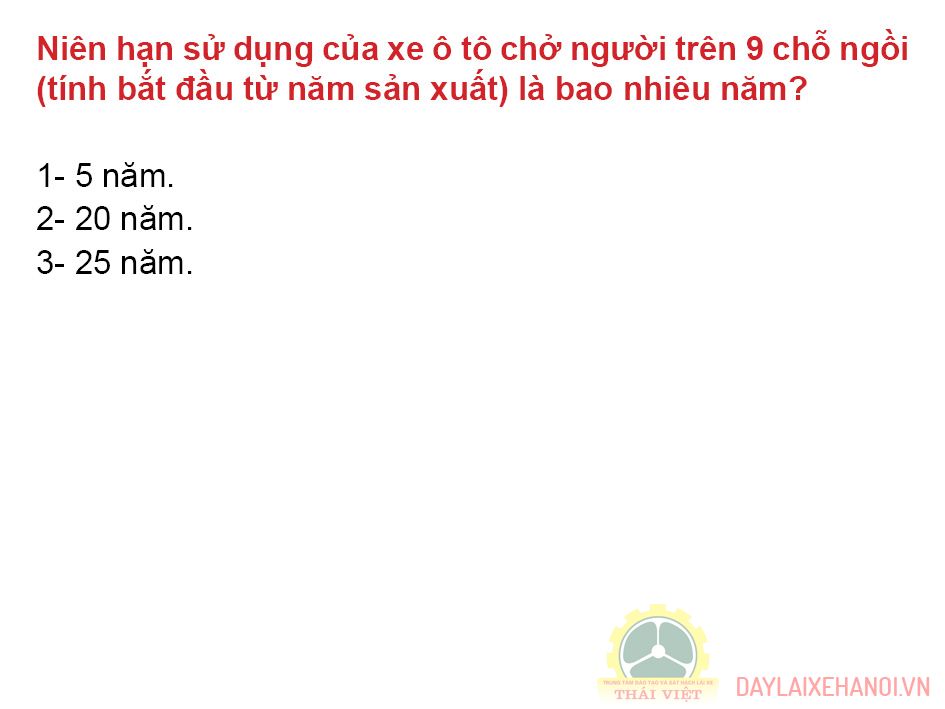 Niên hạn sử dụng của xe ô tô chở người trên 9 chỗ ngồi
(tính bắt đầu từ năm sản xuất) là bao nhiêu năm?
1- 5 năm.
2- 20 năm.
3- 25 năm.
TRUNG TÂM ĐÀO TẠO VÀ SÁT HẠCH LÁI XE
THÁI VIỆT
DAYLAIXEHANOI.VN